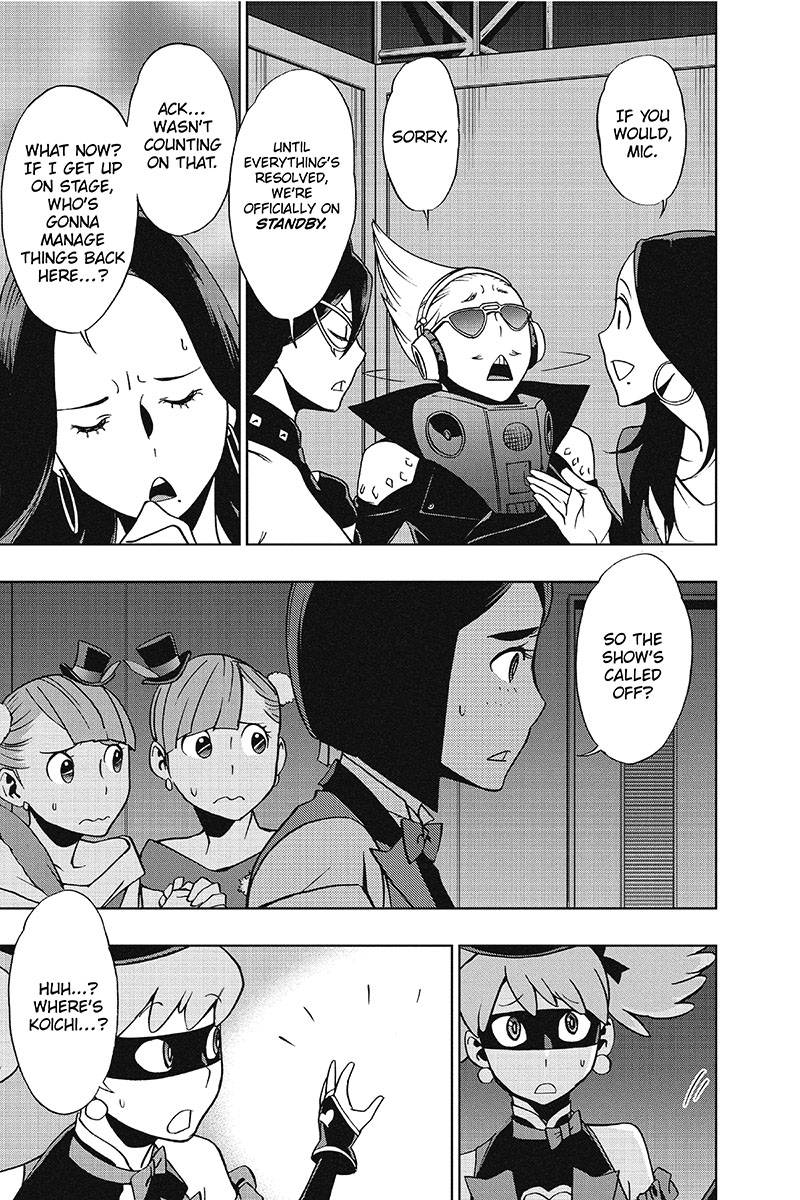 IF YOU
WOULD,
MIC.
SORRY.
UNTIL
EVERYTHING'S
RESOLVED,
WE'RE
OFFICIALLY ON
STANDBY.
ACK...
WASN'T
COUNTING
ON THAT.
WHAT NOW?
IF I GET UP
ON STAGE,
WHO'S
GONNA
MANAGE
THINGS BACK
HERE...?
SO THE
SHOW'S
CALLED
OFF?
HUH...?
WHERE'S
KOICHI...?